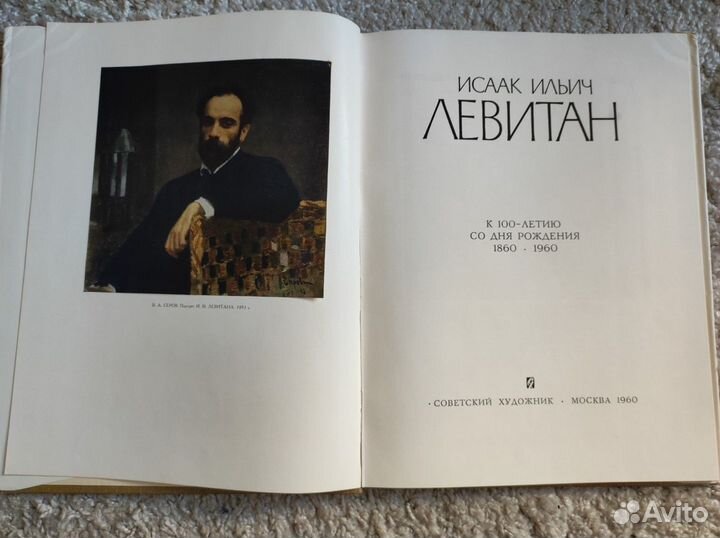 В. А. СЕРОВ Портрет И. И. ЛЕВИТАНА. 1893 г.
ИСААК ИЛЬИЧ
ЛЕВИТАН
К 100-ЛЕТИЮ
СО ДНЯ РОЖДЕНИЯ
1860 · 1960
· СОВЕТСКИЙ ХУДОЖНИК · МОСКВА 1960
Avito